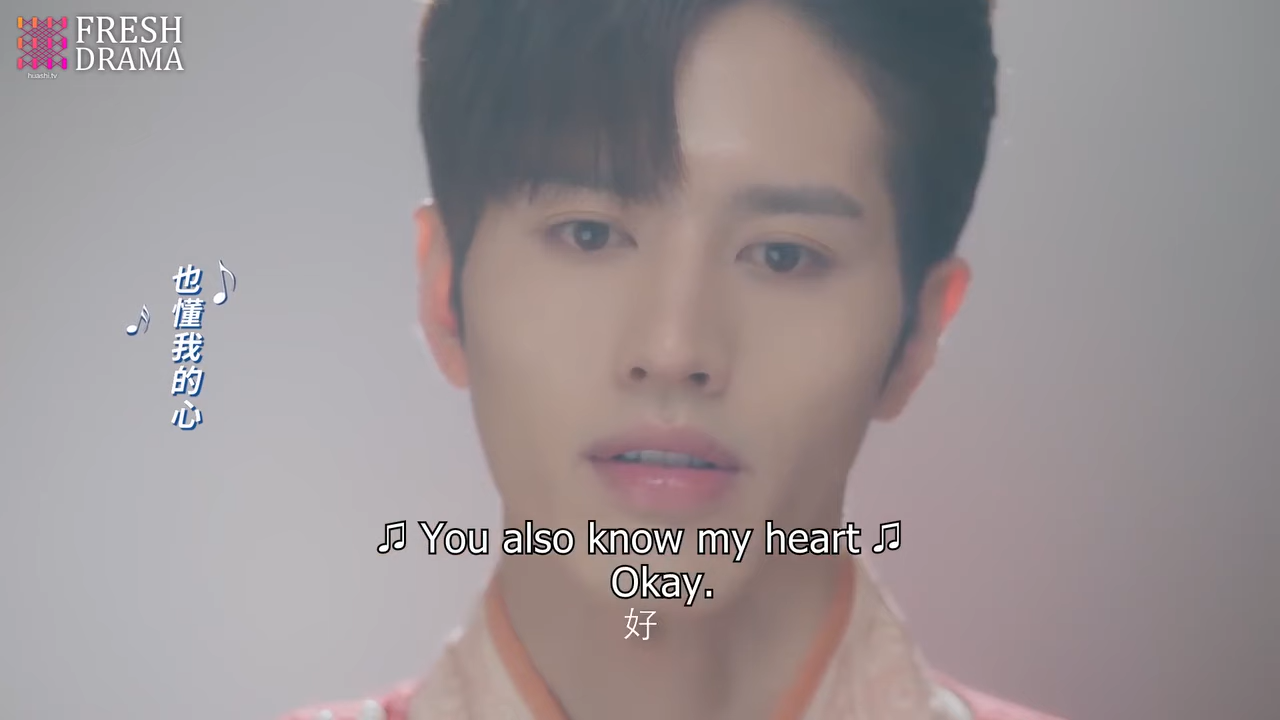 FRESH
DRAMA
huashi.tv
也懂我的心
♫ You also know my heart ♫
Okay.
好